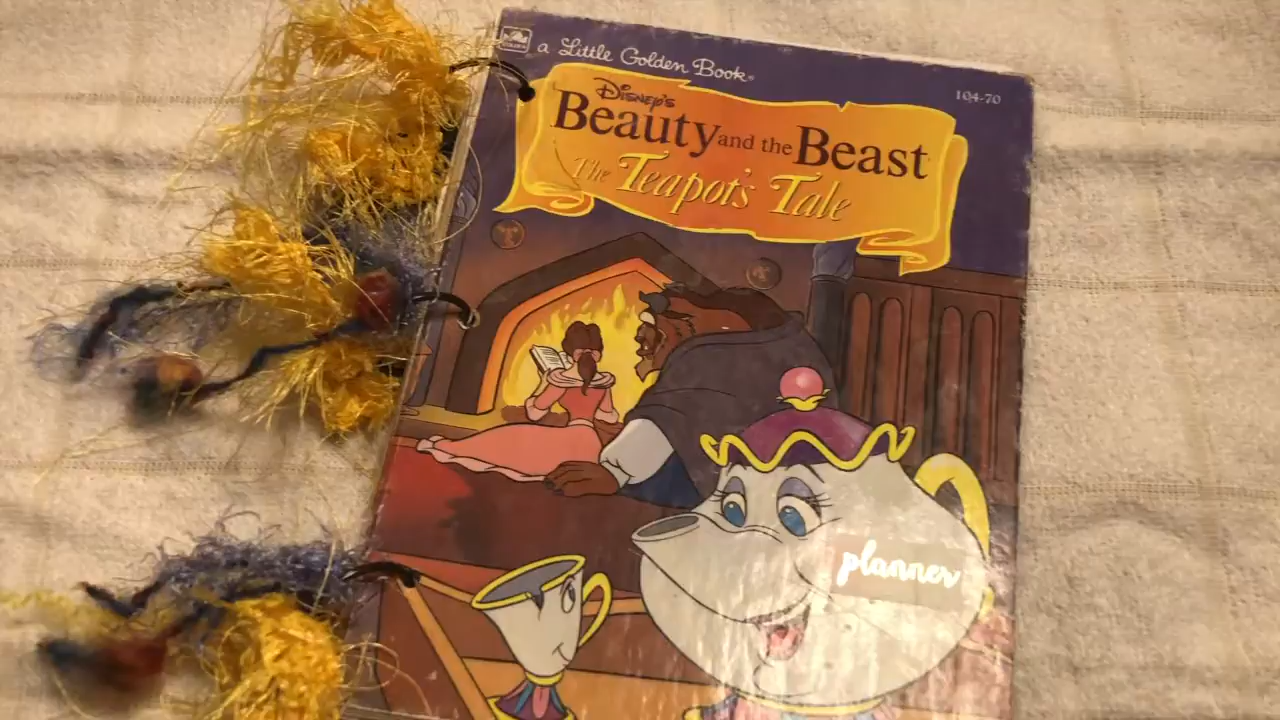 a Little Golden Book®
104-70
DISNEY'S
Beauty and the Beast
The Teapot's Tale
planner